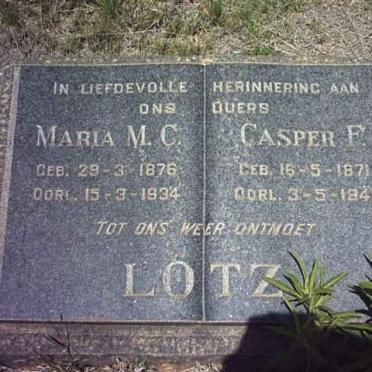 IN LIEFDEVOLLE HERINNERING AAN
ONS OUERS
MARIA M. C. CASPER F.
GEB. 29-3-1876 GEB. 16-5-1871
OORL. 15-3-1934 OORL. 3-5-194
TOT ONS WEER ONTMOET
LOTZ